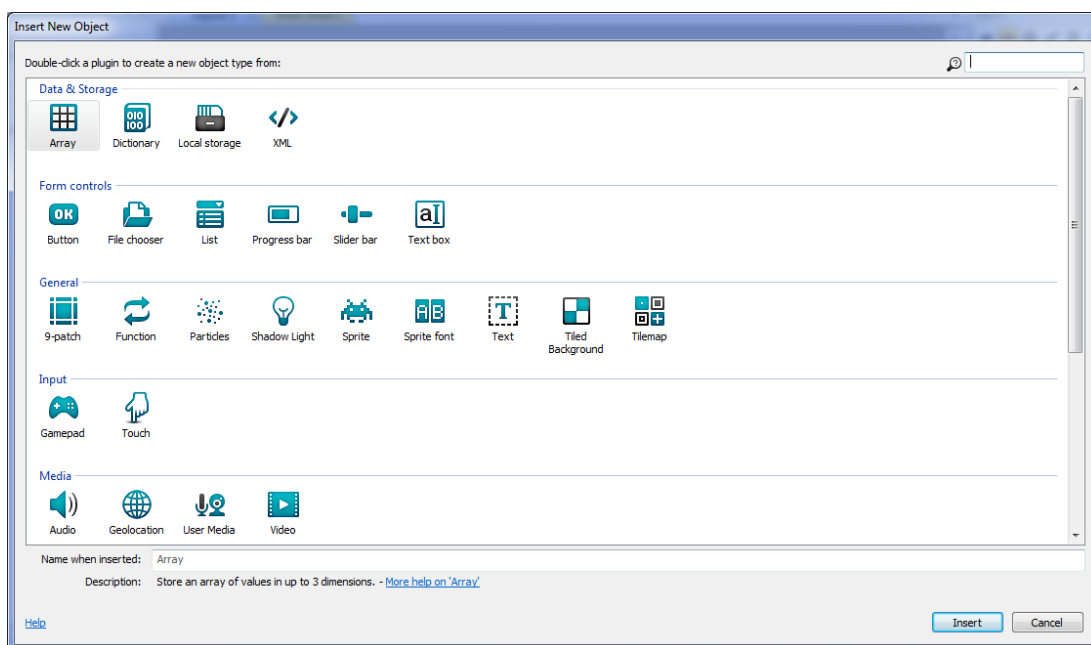 Insert New Object
Double-click a plugin to create a new object type from:
Data & Storage
Array Dictionary Local storage XML
Form controls
Button File chooser List Progress bar Slider bar Text box
General
9-patch Function Particles Shadow Light Sprite Sprite font Text Tiled Background Tilemap
Input
Gamepad Touch
Media
Audio Geolocation User Media Video
Name when inserted: Array
Description: Store an array of values in up to 3 dimensions. - More help on 'Array'
Help Insert Cancel